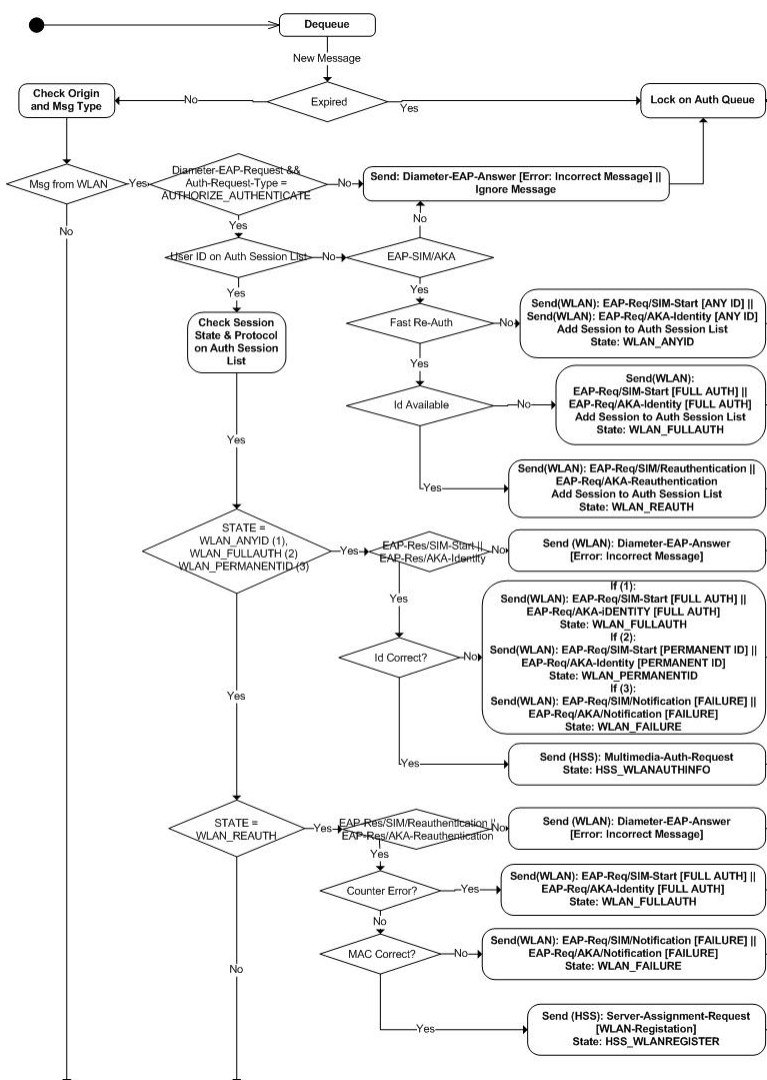 Dequeue
New Message
Check Origin
and Msg Type
No
Expired
Yes
Lock on Auth Queue
Msg from WLAN
Yes
Diameter-EAP-Request &&
Auth-Request-Type =
AUTHORIZE_AUTHENTICATE
No
Send: Diameter-EAP-Answer [Error: Incorrect Message] ||
Ignore Message
No
Yes
No
User ID on Auth Session List
No
EAP-SIM/AKA
Yes
Yes
Check Session
State & Protocol
on Auth Session
List
Fast Re-Auth
No
Send(WLAN): EAP-Req/SIM-Start [ANY ID] ||
Send(WLAN): EAP-Req/AKA-Identity [ANY ID]
Add Session to Auth Session List
State: WLAN_ANYID
Yes
Id Available
No
Send(WLAN):
EAP-Req/SIM-Start [FULL AUTH] ||
EAP-Req/AKA-Identity [FULL AUTH]
Add Session to Auth Session List
State: WLAN_FULLAUTH
Yes
Yes
Send(WLAN): EAP-Req/SIM/Reauthentication ||
EAP-Req/AKA-Reauthentication
Add Session to Auth Session List
State: WLAN_REAUTH
STATE =
WLAN_ANYID (1),
WLAN_FULLAUTH (2)
WLAN_PERMANENTID (3)
Yes
EAP-Res/SIM-Start ||
EAP-Res/AKA-Identity
No
Send (WLAN): Diameter-EAP-Answer
[Error: Incorrect Message]
Yes
Id Correct?
No
If (1):
Send(WLAN): EAP-Req/SIM-Start [FULL AUTH] ||
EAP-Req/AKA-iDENTITY [FULL AUTH]
State: WLAN_FULLAUTH
If (2):
Send(WLAN): EAP-Req/SIM-Start [PERMANENT ID] ||
EAP-Req/AKA-Identity [PERMANENT ID]
State: WLAN_PERMANENTID
If (3):
Send(WLAN): EAP-Req/SIM/Notification [FAILURE] ||
EAP-Req/AKA/Notification [FAILURE]
State: WLAN_FAILURE
Yes
Yes
Send (HSS): Multimedia-Auth-Request
State: HSS_WLANAUTHINFO
STATE =
WLAN_REAUTH
Yes
EAP-Res/SIM/Reauthentication ||
EAP-Res/AKA-Reauthentication
No
Send (WLAN): Diameter-EAP-Answer
[Error: Incorrect Message]
Yes
Counter Error?
Yes
Send(WLAN): EAP-Req/SIM-Start [FULL AUTH] ||
EAP-Req/AKA-Identity [FULL AUTH]
State: WLAN_FULLAUTH
No
MAC Correct?
No
Send(WLAN): EAP-Req/SIM/Notification [FAILURE] ||
EAP-Req/AKA/Notification [FAILURE]
State: WLAN_FAILURE
No
Yes
Send (HSS): Server-Assignment-Request
[WLAN-Registation]
State: HSS_WLANREGISTER